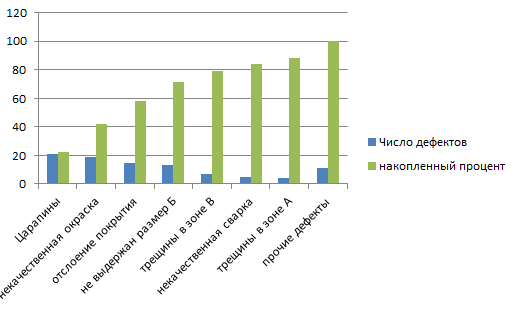 120
100
80
60
40
20
0
Царапины
некачественная окраска
отслоение покрытия
не выдержан размер Б
трещины в зоне В
некачественная сварка
трещины в зоне А
прочие дефекты
Число дефектов
накопленный процент